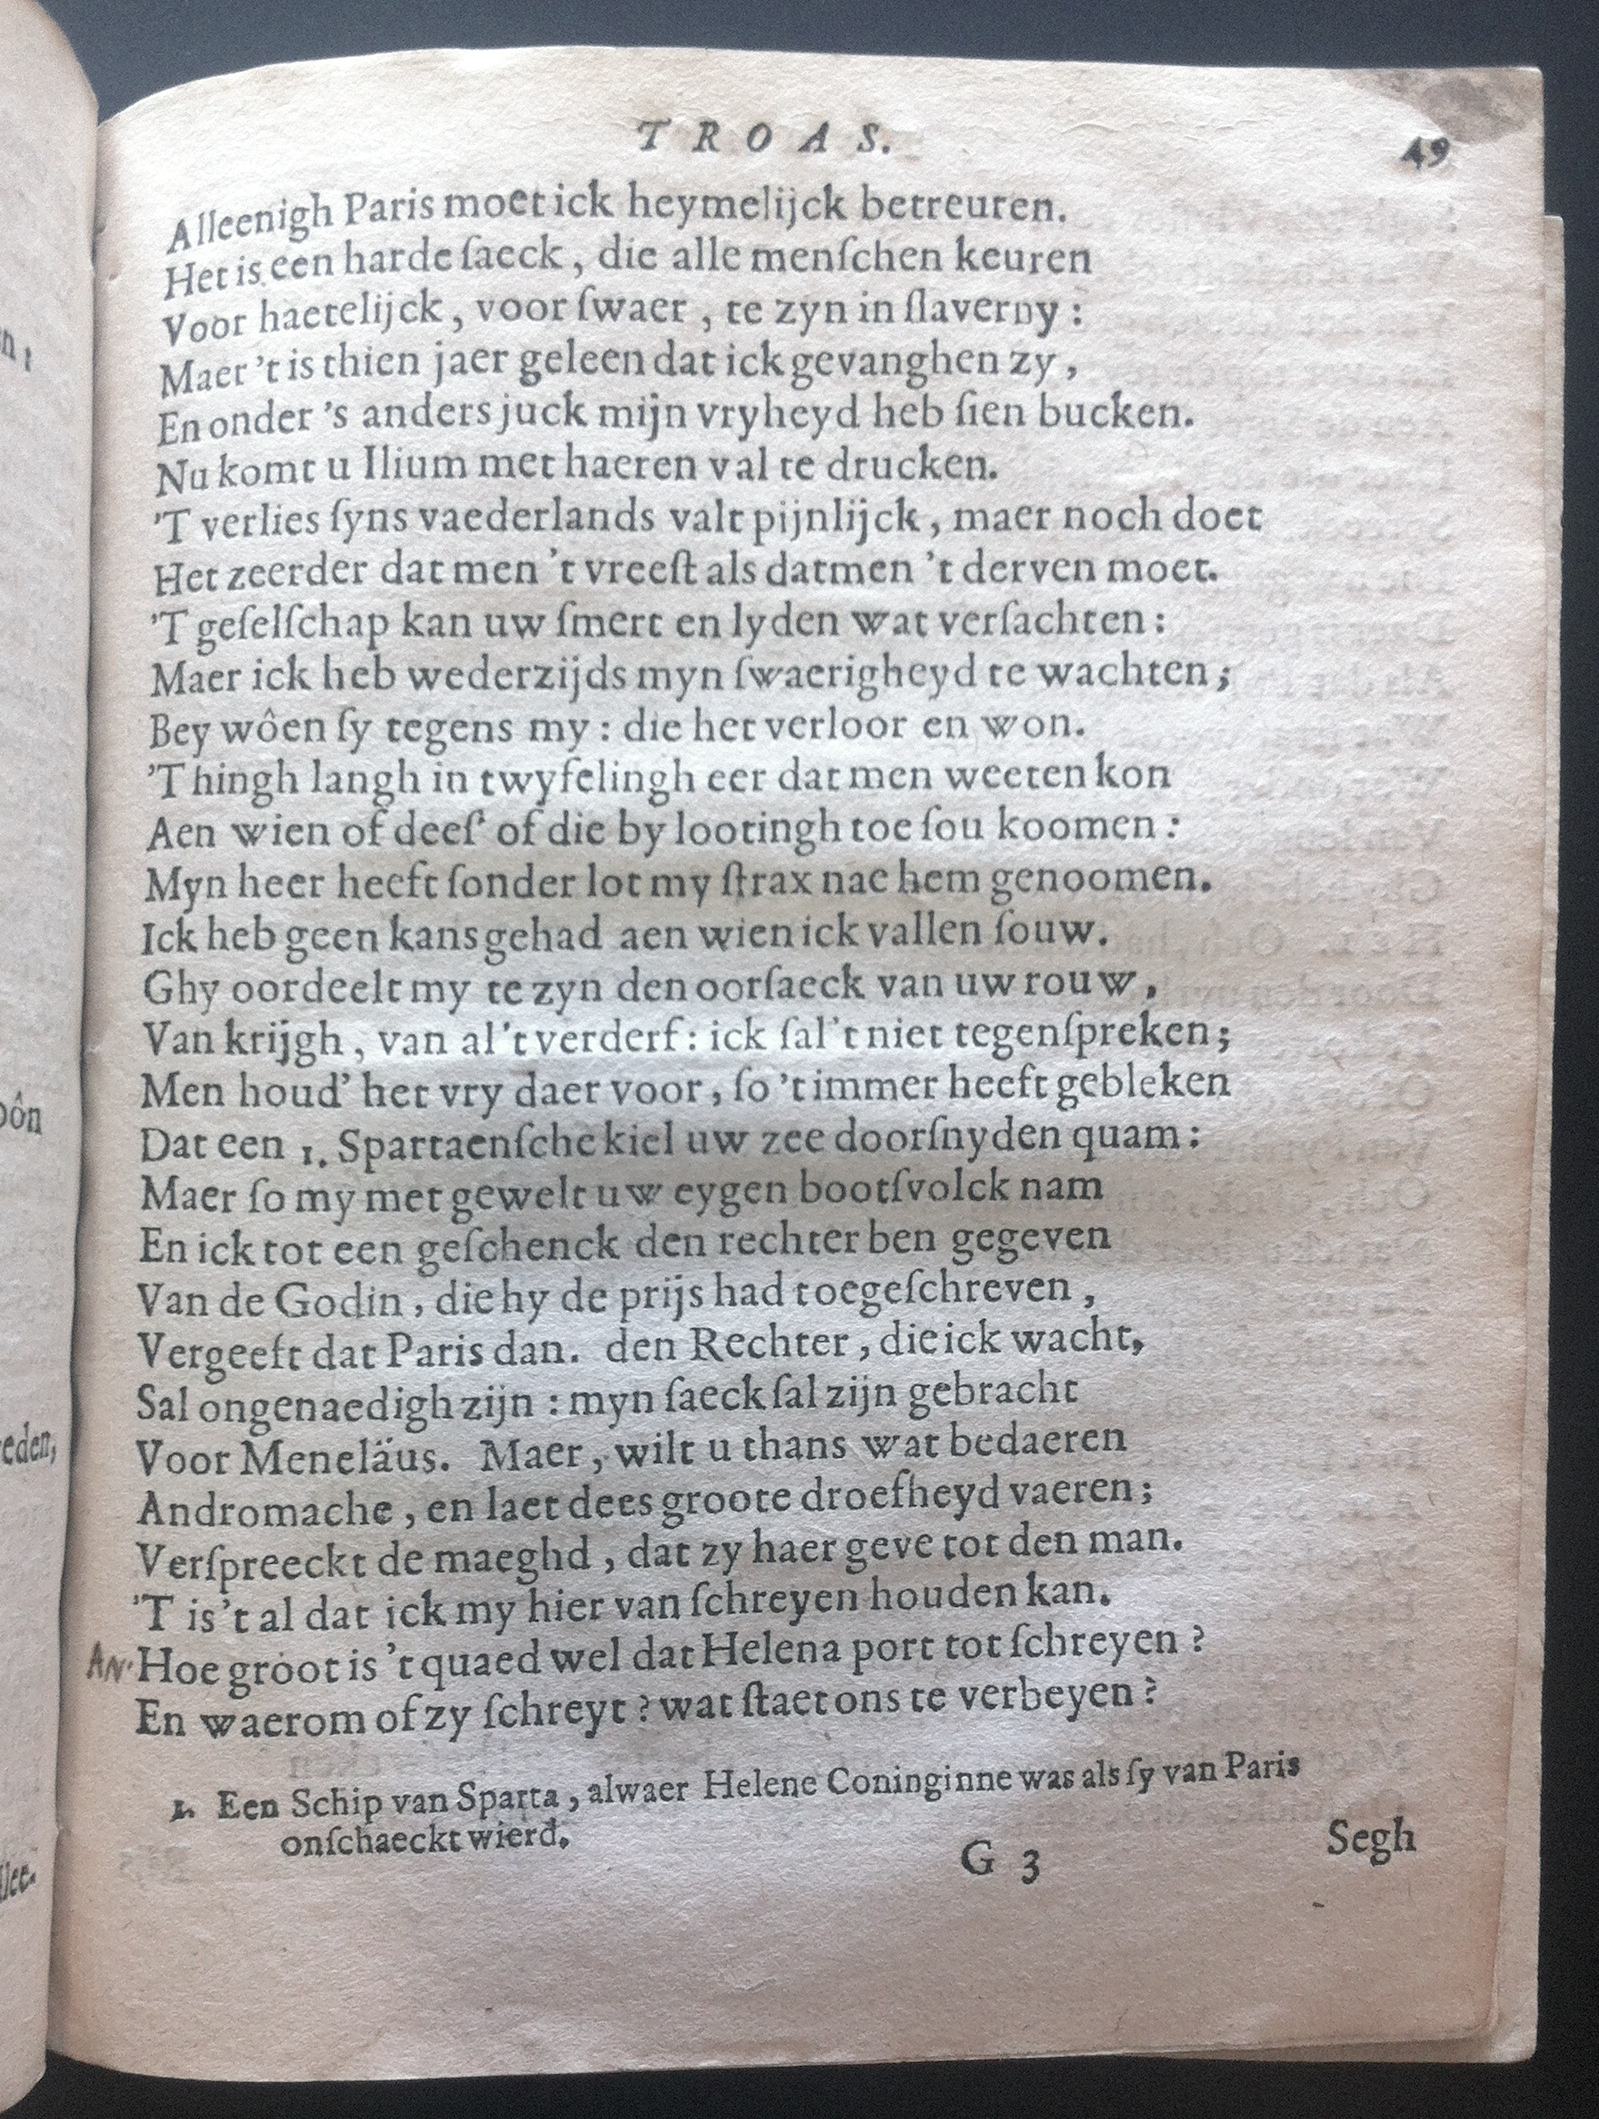 TROAS.
49
Alleenigh Paris moet ick heymelijck betreuren.
Het is een harde ſaeck, die alle menſchen keuren
Voor haetelijck, voor ſwaer, te zyn in ſlaverny:
Maer 't is thien jaer geleen dat ick gevanghen zy,
En onder 's anders juck mijn vryheyd heb ſien bucken.
Nu komt u Ilium met haeren val te drucken.
'T verlies ſyns vaederlands valt pijnlijck, maer noch doet
Het zeerder dat men 't vreeſt als datmen 't derven moet.
'T geſelſchap kan uw ſmert en lyden wat verſachten:
Maer ick heb wederzijds myn ſwaerigheyd te wachten;
Bey wôen ſy tegens my: die het verloor en won.
'T hingh langh in twyfelingh eer dat men weeten kon
Aen wien of deeſ' of die by lootingh toe ſou koomen:
Myn heer heeft ſonder lot my ſtrax nae hem genoomen.
Ick heb geen kans gehad aen wien ick vallen ſouw.
Ghy oordeelt my te zyn den oorſaeck van uw rouw,
Van krijgh, van al 't verderf: ick ſal 't niet tegenſpreken;
Men houd' het vry daer voor, ſo 't immer heeft gebleken
Dat een 1. Spartaenſche kiel uw zee doorſnyden quam:
Maer ſo my met gewelt uw eygen bootſvolck nam
En ick tot een geſchenck den rechter ben gegeven
Van de Godin, die hy de prijs had toegeſchreven,
Vergeeft dat Paris dan. den Rechter, die ick wacht,
Sal ongenaedigh zijn: myn ſaeck ſal zijn gebracht
Voor Meneläus. Maer, wilt u thans wat bedaeren
Andromache, en laet dees groote droefheyd vaeren;
Verſpreeckt de maeghd, dat zy haer geve tot den man.
'T is 't al dat ick my hier van ſchreyen houden kan.
AN. Hoe groot is 't quaed wel dat Helena port tot ſchreyen?
En waerom of zy ſchreyt? wat ſtaet ons te verbeyen?
1. Een Schip van Sparta, alwaer Helene Coninginne was als ſy van Paris
onſchaeckt wierd.
G 3
Segh